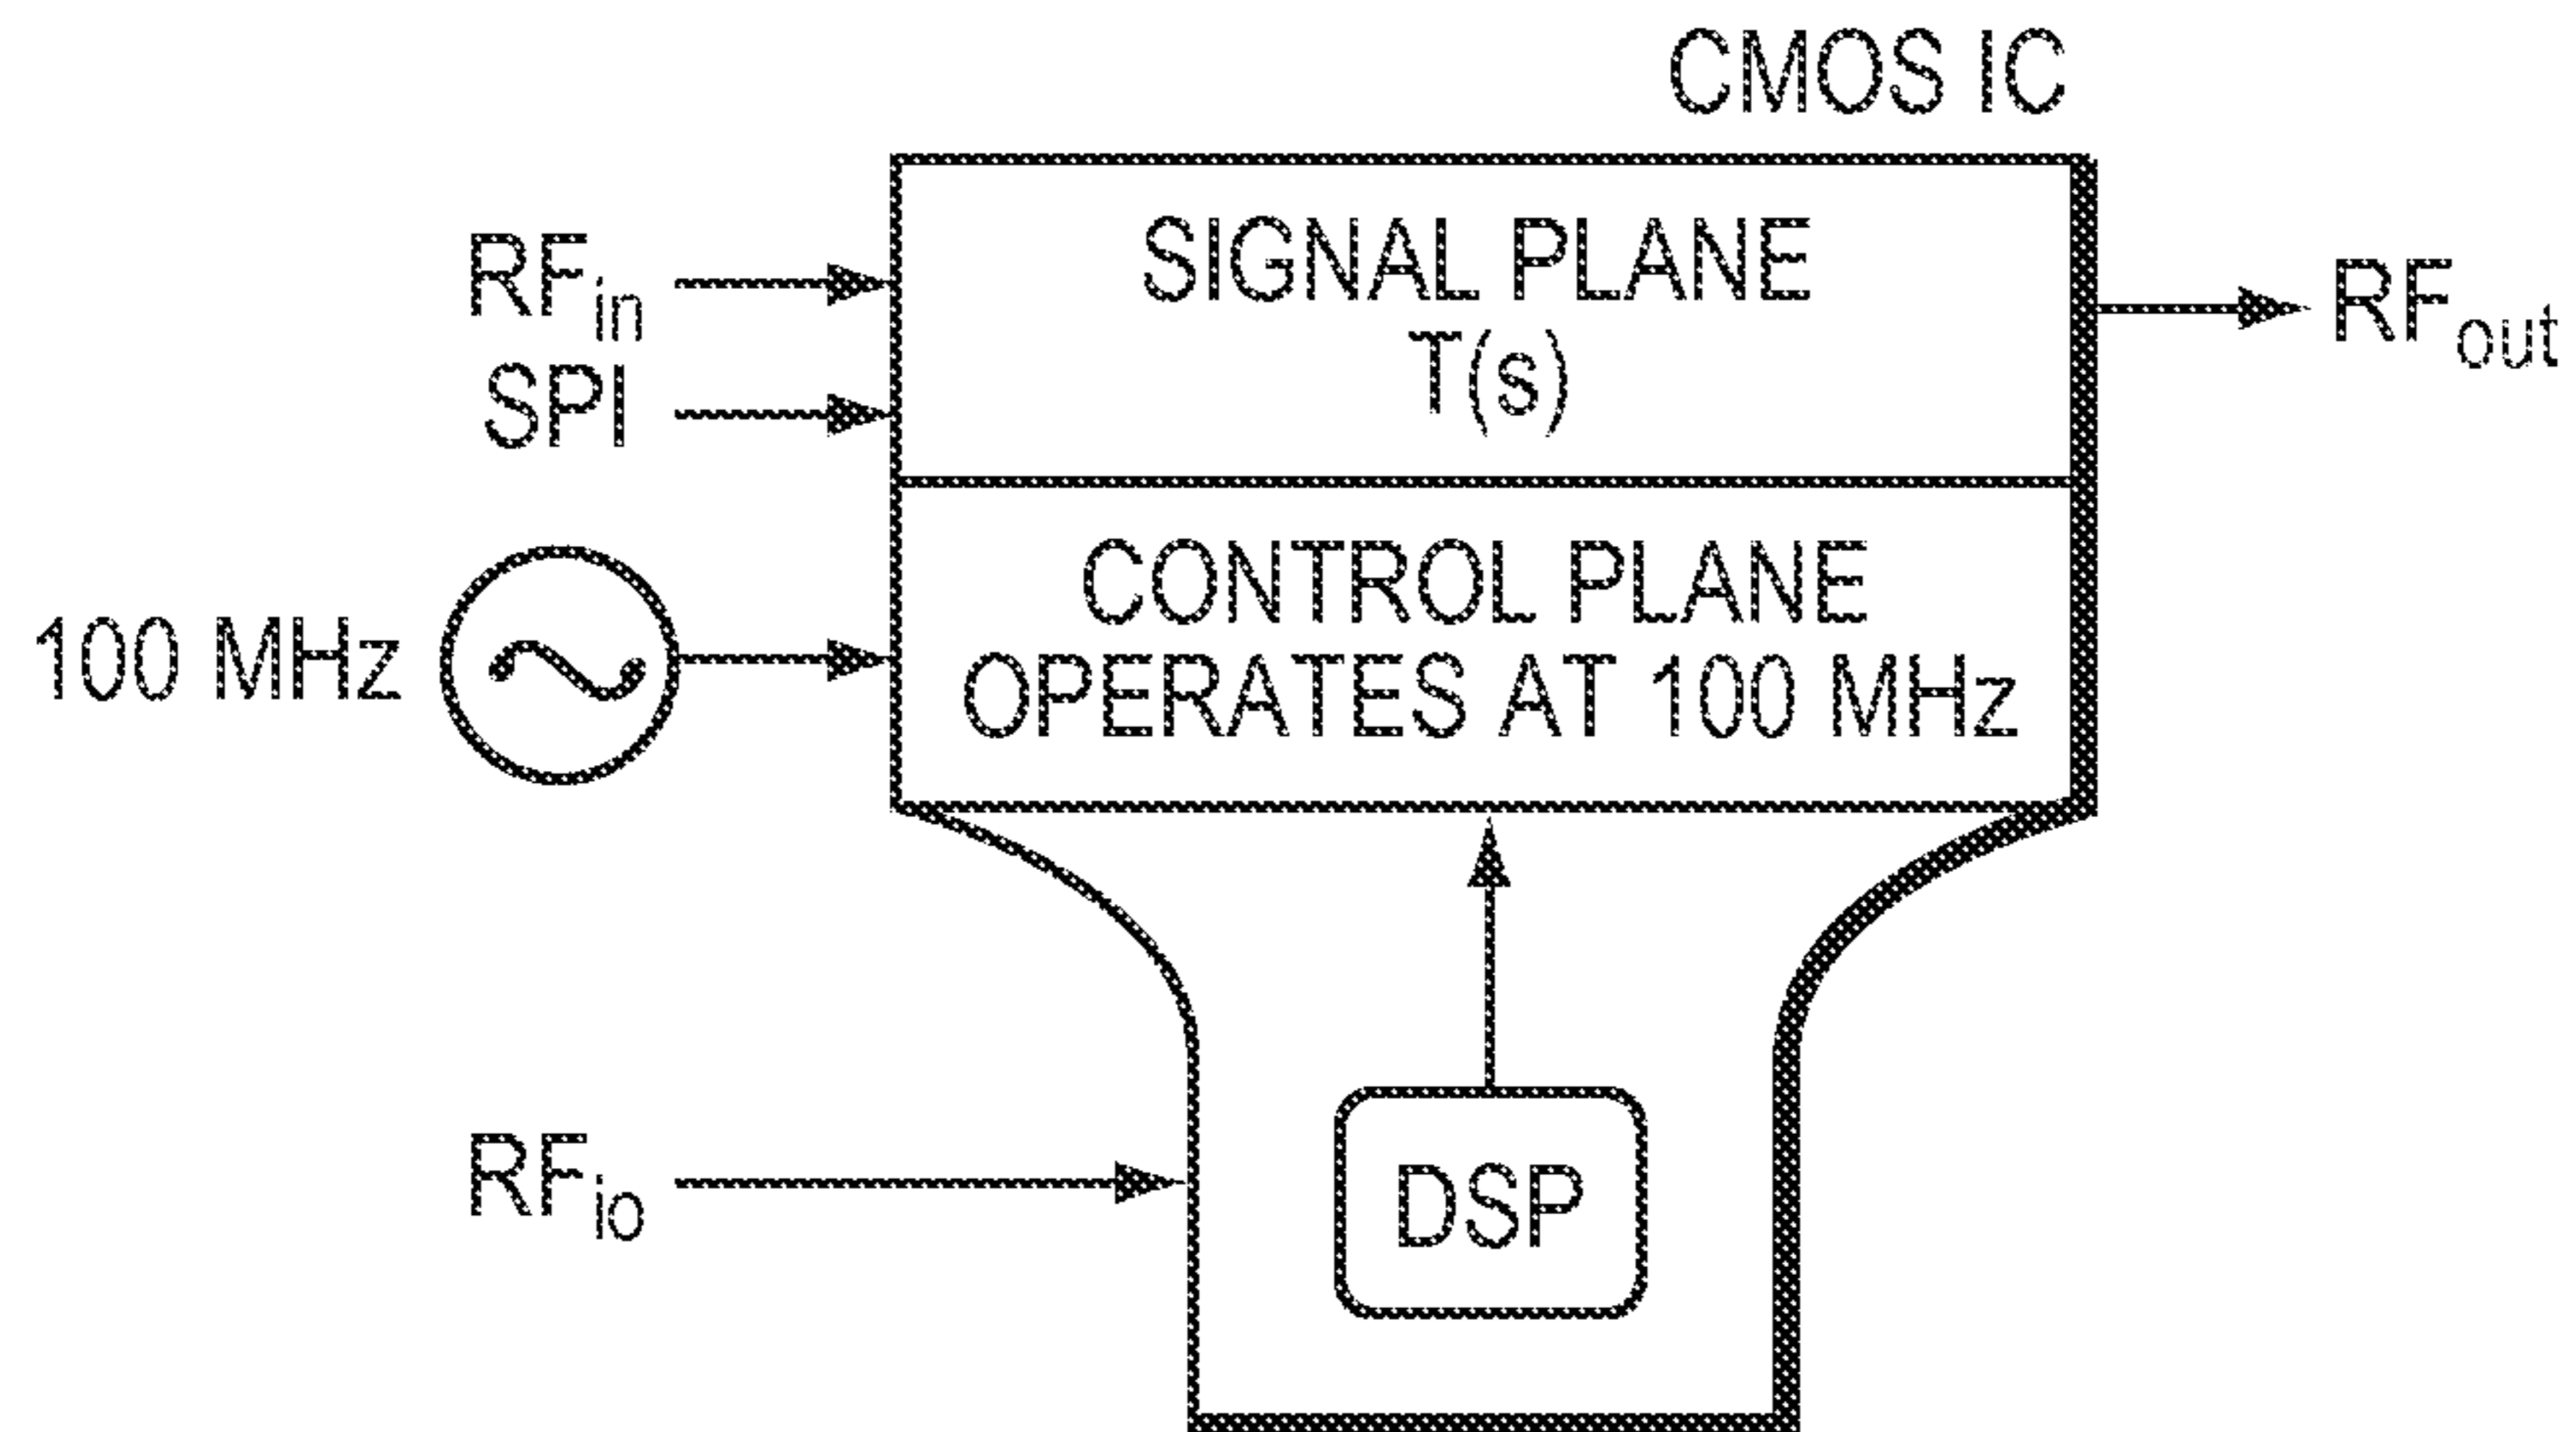 CMOS IC
SIGNAL PLANE
T(s)
RFin
SPI
RFout
CONTROL PLANE
OPERATES AT 100 MHz
100 MHz
RFio
DSP